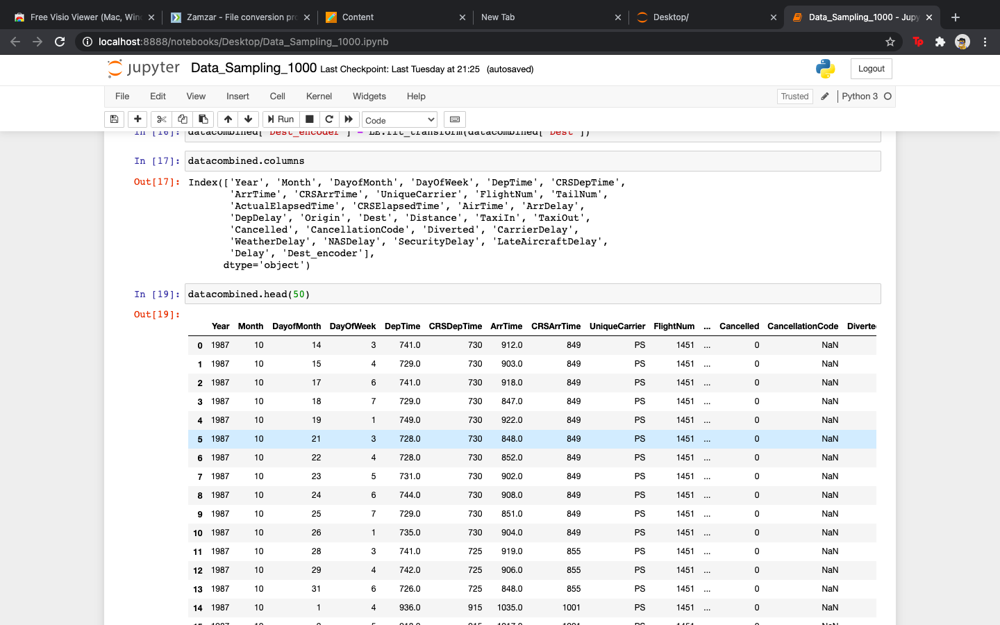 Free Visio Viewer (Mac, Win
Zamzar - File conversion pro
Content
New Tab
Desktop/
Data_Sampling_1000 - Jupy
localhost:8888/notebooks/Desktop/Data_Sampling_1000.ipynb
Tp
jupyter Data_Sampling_1000 Last Checkpoint: Last Tuesday at 21:25 (autosaved)
Logout
File Edit View Insert Cell Kernel Widgets Help
Trusted Python 3
Run Code
In [16]: datacombined['Dest_encoder'] = LE.fit_transform(datacombined['Dest'])
In [17]: datacombined.columns
Out[17]: Index(['Year', 'Month', 'DayofMonth', 'DayOfWeek', 'DepTime', 'CRSDepTime',
'ArrTime', 'CRSArrTime', 'UniqueCarrier', 'FlightNum', 'TailNum',
'ActualElapsedTime', 'CRSElapsedTime', 'AirTime', 'ArrDelay',
'DepDelay', 'Origin', 'Dest', 'Distance', 'TaxiIn', 'TaxiOut',
'Cancelled', 'CancellationCode', 'Diverted', 'CarrierDelay',
'WeatherDelay', 'NASDelay', 'SecurityDelay', 'LateAircraftDelay',
'Delay', 'Dest_encoder'],
dtype='object')
In [19]: datacombined.head(50)
Out[19]:
Year Month DayofMonth DayOfWeek DepTime CRSDepTime ArrTime CRSArrTime UniqueCarrier FlightNum ... Cancelled CancellationCode Diverte
0 1987 10 14 3 741.0 730 912.0 849 PS 1451 ... 0 NaN
1 1987 10 15 4 729.0 730 903.0 849 PS 1451 ... 0 NaN
2 1987 10 17 6 741.0 730 918.0 849 PS 1451 ... 0 NaN
3 1987 10 18 7 729.0 730 847.0 849 PS 1451 ... 0 NaN
4 1987 10 19 1 749.0 730 922.0 849 PS 1451 ... 0 NaN
5 1987 10 21 3 728.0 730 848.0 849 PS 1451 ... 0 NaN
6 1987 10 22 4 728.0 730 852.0 849 PS 1451 ... 0 NaN
7 1987 10 23 5 731.0 730 902.0 849 PS 1451 ... 0 NaN
8 1987 10 24 6 744.0 730 908.0 849 PS 1451 ... 0 NaN
9 1987 10 25 7 729.0 730 851.0 849 PS 1451 ... 0 NaN
10 1987 10 26 1 735.0 730 904.0 849 PS 1451 ... 0 NaN
11 1987 10 28 3 741.0 725 919.0 855 PS 1451 ... 0 NaN
12 1987 10 29 4 742.0 725 906.0 855 PS 1451 ... 0 NaN
13 1987 10 31 6 726.0 725 848.0 855 PS 1451 ... 0 NaN
14 1987 10 1 4 936.0 915 1035.0 1001 PS 1451 ... 0 NaN